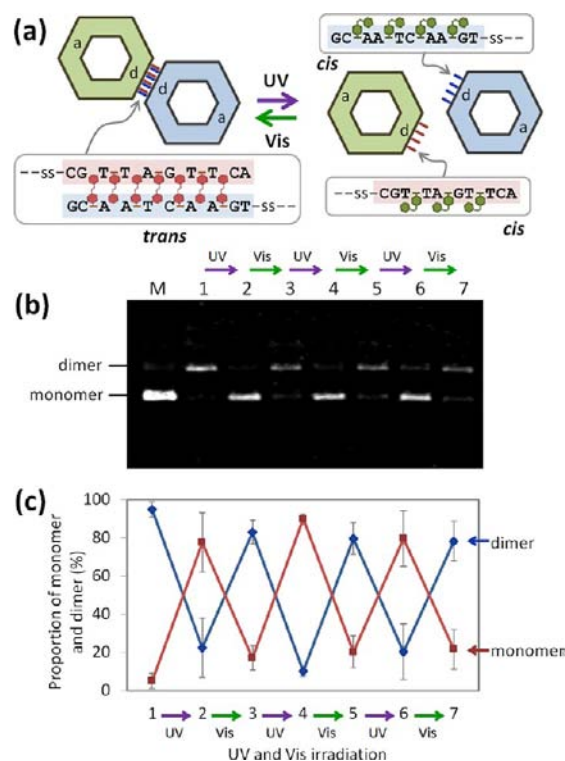 (a)
cis
GC AA TC AA GT -ss---
a
d
d
a
UV
Vis
a
d
d
a
---ss- CG T T A G T T CA
GC A A T C A A GT -ss---
trans
---ss- CGT TA GT TCA
cis
UV Vis UV Vis UV Vis
(b)
M 1 2 3 4 5 6 7
dimer
monomer
(c)
Proportion of monomer
and dimer (%)
100
80
60
40
20
0
dimer
monomer
1 2 3 4 5 6 7
UV Vis UV Vis UV Vis
UV and Vis irradiation